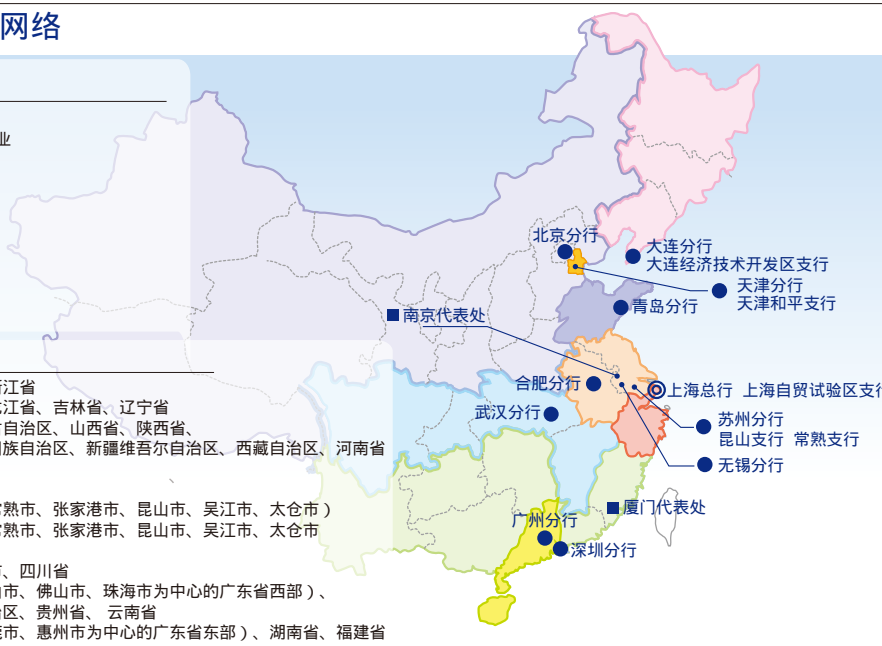 网络
业
北京分行
大连分行
大连经济技术开发区支行
天津分行
天津和平支行
青岛分行
南京代表处
合肥分行
上海总行 上海自贸试验区支行
武汉分行
苏州分行
昆山支行 常熟支行
无锡分行
厦门代表处
广州分行
深圳分行
浙江省
江省、吉林省、辽宁省
自治区、山西省、陕西省、
族自治区、新疆维吾尔自治区、西藏自治区、河南省
、
常熟市、张家港市、昆山市、吴江市、太仓市）
常熟市、张家港市、昆山市、吴江市、太仓市
、四川省
山市、佛山市、珠海市为中心的广东省西部）、
区、贵州省、 云南省
市、惠州市为中心的广东省东部）、湖南省、福建省